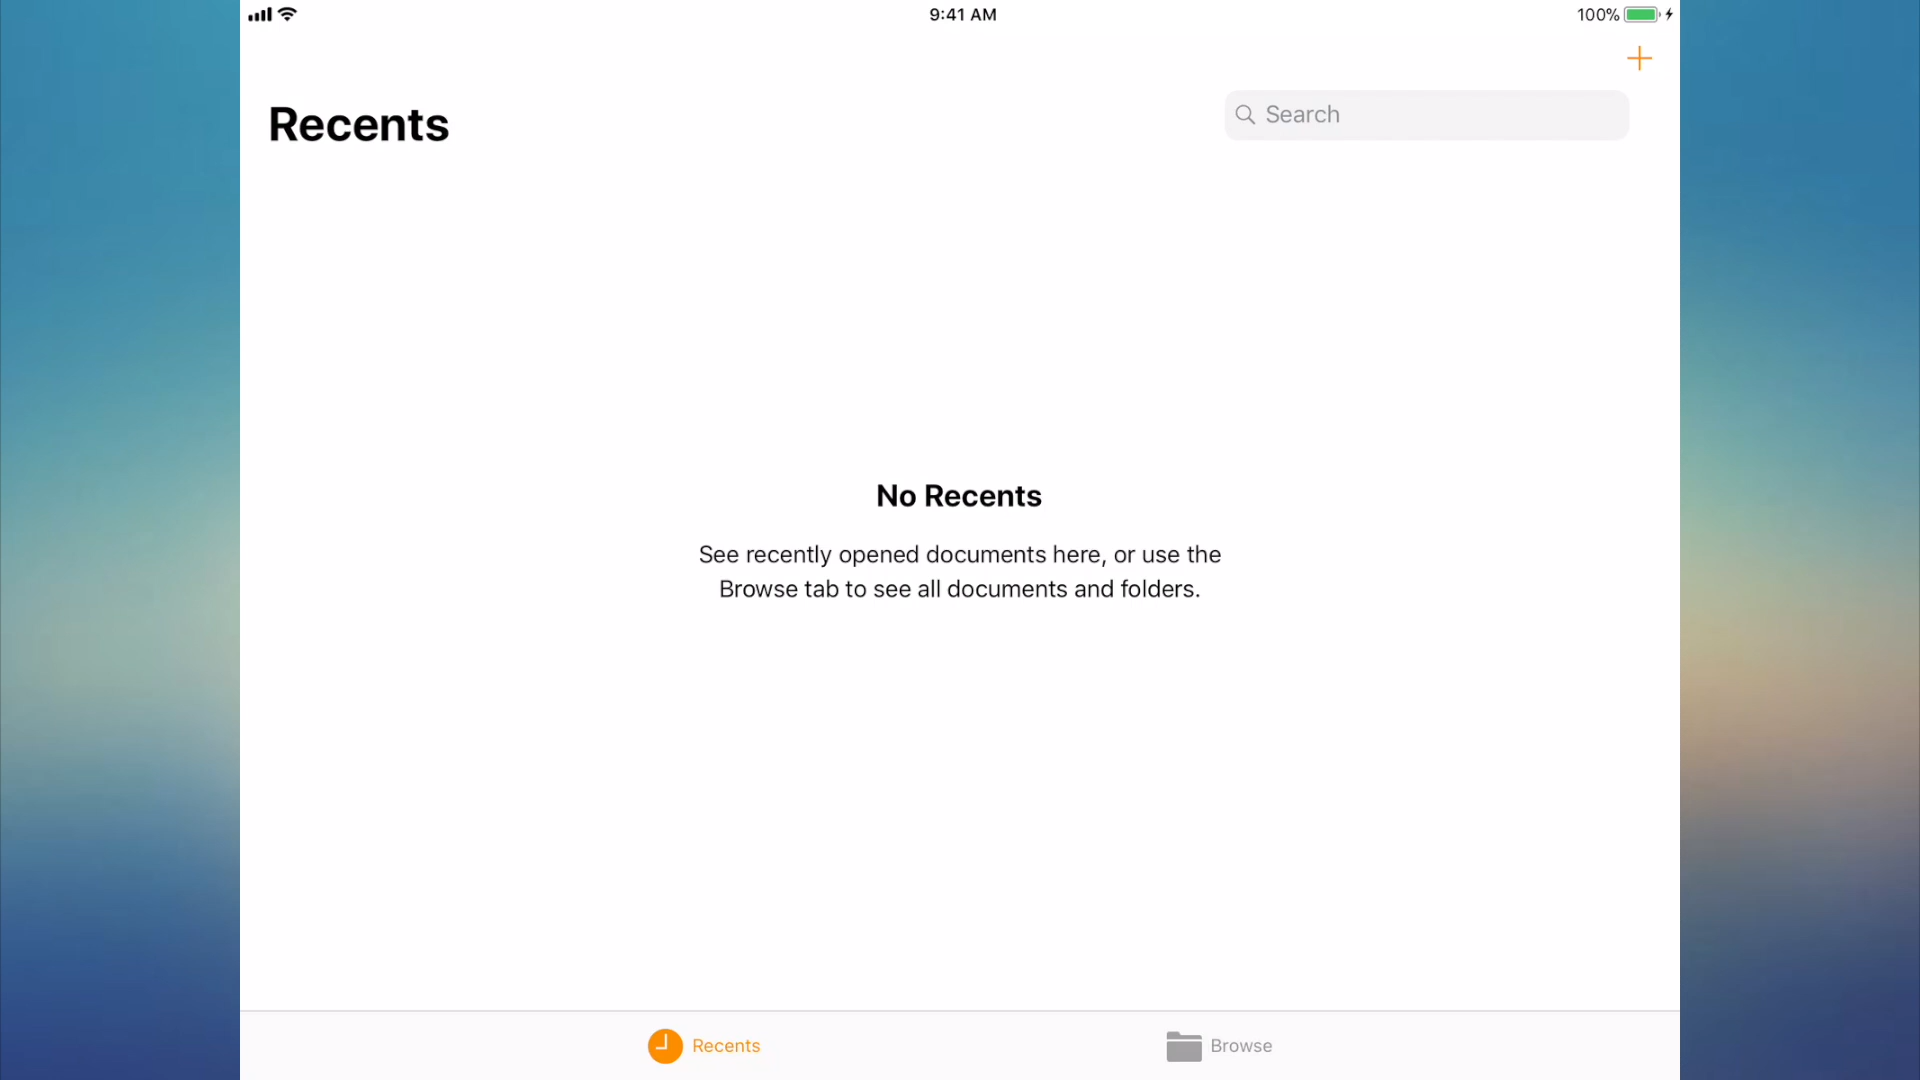 9:41 AM
100%
Recents
Search
No Recents
See recently opened documents here, or use the
Browse tab to see all documents and folders.
Recents
Browse